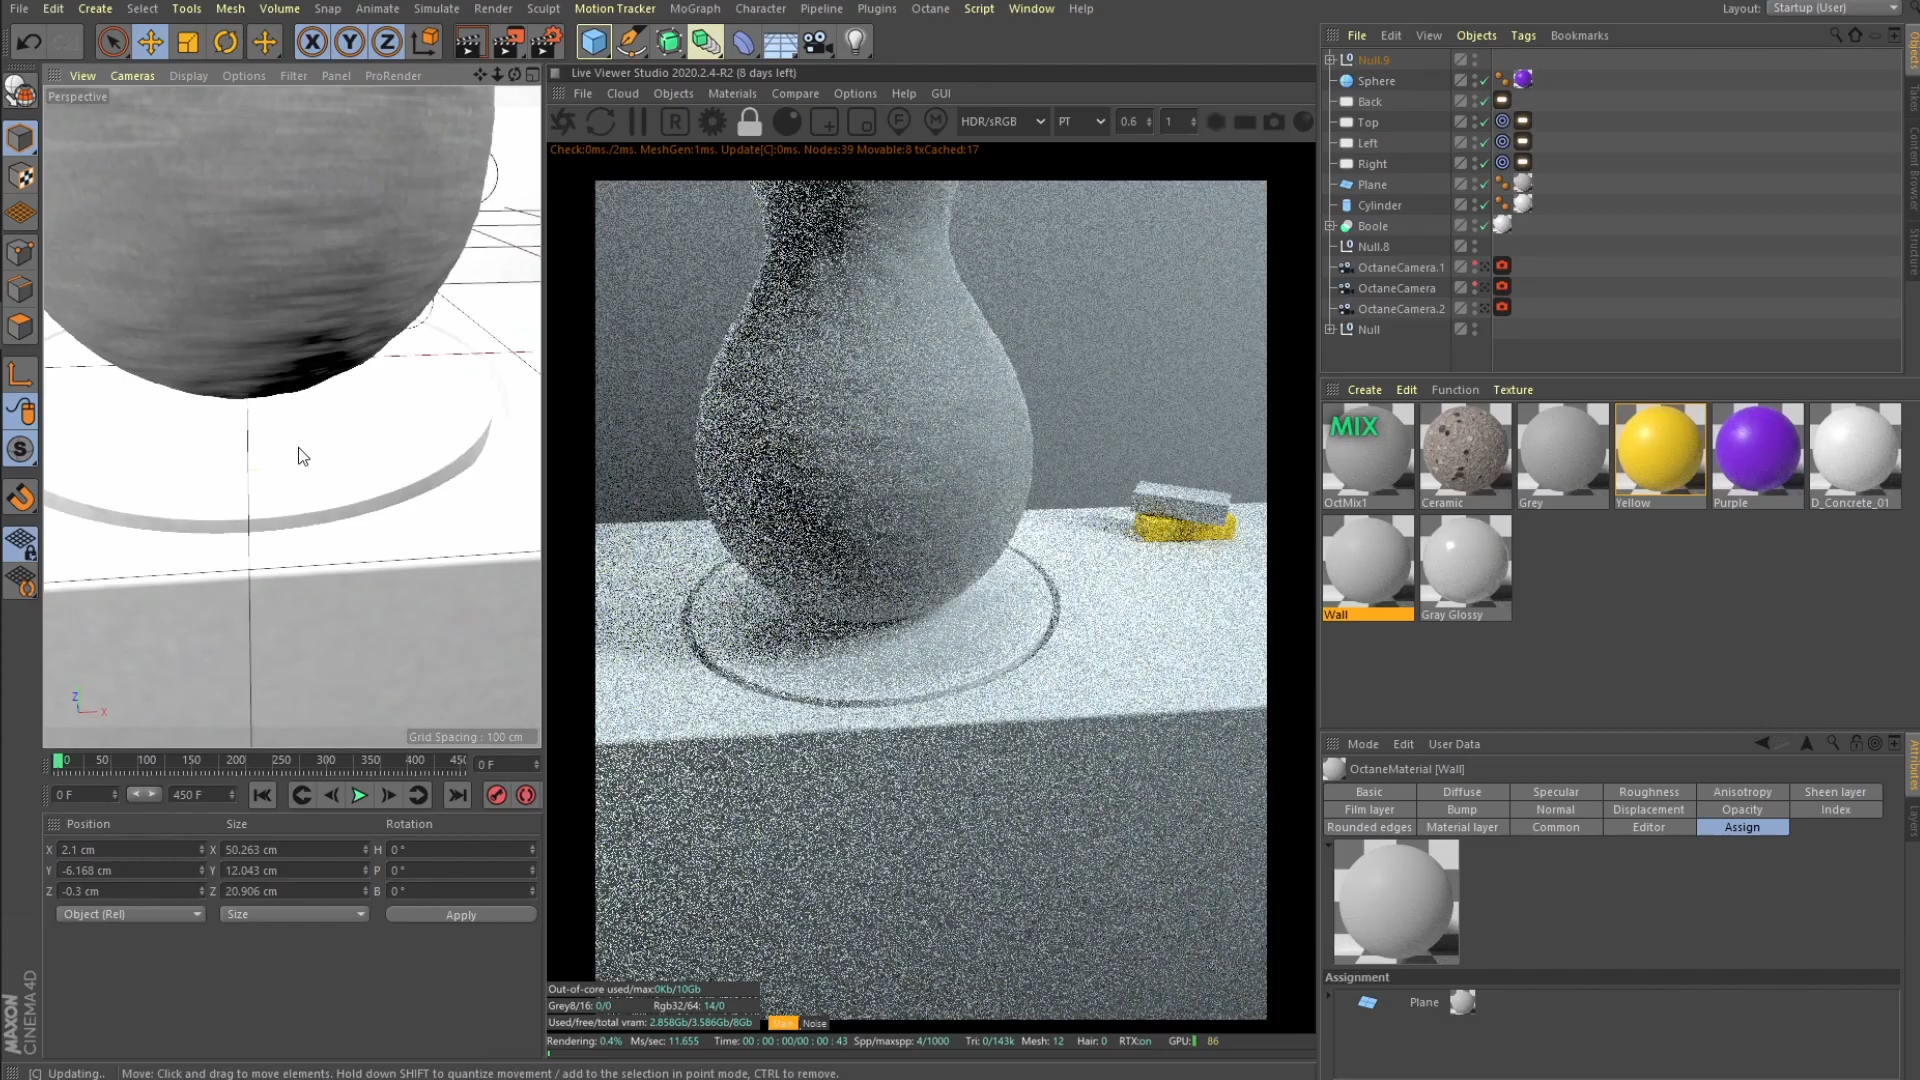 File Edit Create Select Tools Mesh Volume Snap Animate Simulate Render Sculpt Motion Tracker MoGraph Character Pipeline Plugins Octane Script Window Help Layout: Startup (User)
X Y Z
File Edit View Objects Tags Bookmarks
View Cameras Display Options Filter Panel ProRender
Perspective
Live Viewer Studio 2020.2.4-R2 (8 days left)
File Cloud Objects Materials Compare Options Help GUI
R F M HDR/sRGB PT 0.6 1
Check:0ms./2ms. MeshGen:1ms. Update[C]:0ms. Nodes:39 Movable:8 txCached:17
Null.9
Sphere
Back
Top
Left
Right
Plane
Cylinder
Boole
Null.8
OctaneCamera.1
OctaneCamera
OctaneCamera.2
Null
Objects
Takes
Content Browser
Structure
Create Edit Function Texture
MIX
OctMix1 Ceramic Grey Yellow Purple D_Concrete_01
Wall Gray Glossy
S
Z
X
Grid Spacing : 100 cm
0 50 100 150 200 250 300 350 400 450 0 F
0 F 450 F
Position Size Rotation
X 2.1 cm X 50.263 cm H 0 °
Y -6.168 cm Y 12.043 cm P 0 °
Z -0.3 cm Z 20.906 cm B 0 °
Object (Rel) Size Apply
MAXON
CINEMA 4D
Out-of-core used/max:0Kb/10Gb
Grey8/16: 0/0 Rgb32/64: 14/0
Used/free/total vram: 2.858Gb/3.586Gb/8Gb Main Noise
Rendering: 0.4% Ms/sec: 11.655 Time: 00 : 00 : 00/00 : 00 : 43 Spp/maxspp: 4/1000 Tri: 0/143k Mesh: 12 Hair: 0 RTX:on GPU: 86
[C] Updating.. Move: Click and drag to move elements. Hold down SHIFT to quantize movement / add to the selection in point mode, CTRL to remove.
Mode Edit User Data
OctaneMaterial [Wall]
Basic Diffuse Specular Roughness Anisotropy Sheen layer
Film layer Bump Normal Displacement Opacity Index
Rounded edges Material layer Common Editor Assign
Assignment
Plane
Attributes
Layers